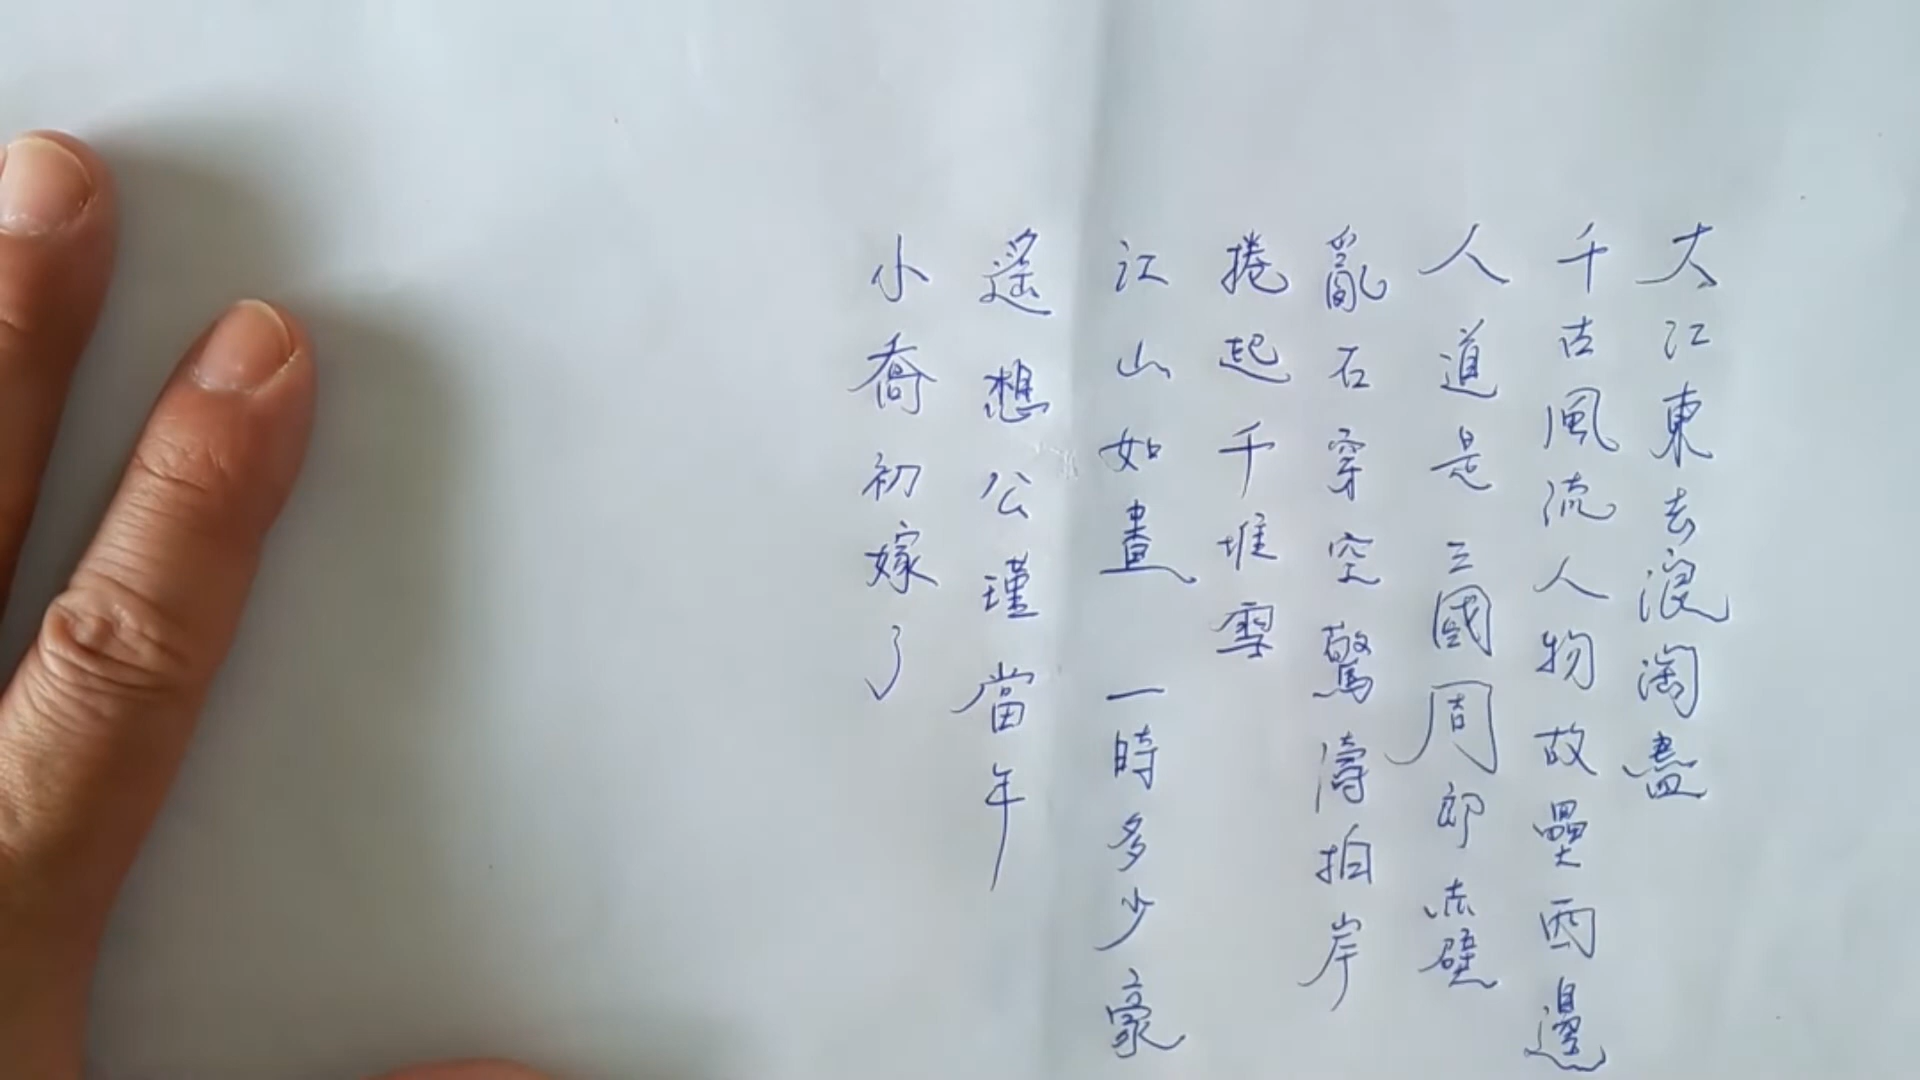 大江東去浪淘盡
千古風流人物故壘西邊
人道是三國周郎赤壁
亂石穿空驚濤拍岸
捲起千堆雪
江山如畫一時多少豪
遥想公瑾當年
小喬初嫁了